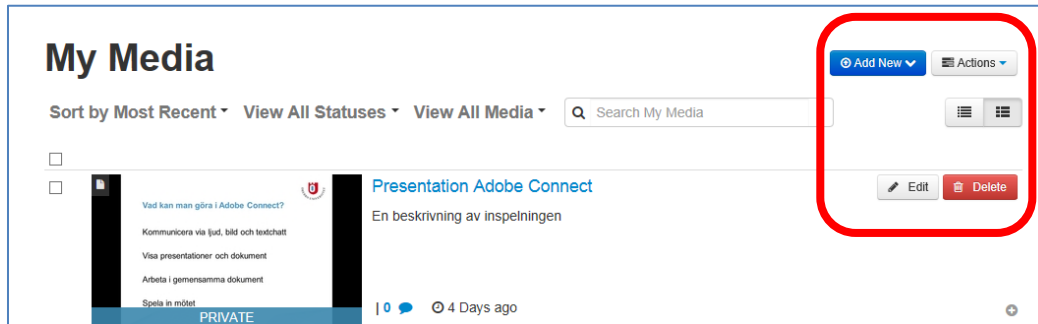 My Media
Add New Actions
Sort by Most Recent View All Statuses View All Media Search My Media
Presentation Adobe Connect Edit Delete
En beskrivning av inspelningen
Vad kan man göra i Adobe Connect?
Kommunicera via ljud, bild och textchatt
Visa presentationer och dokument
Arbeta i gemensamma dokument
Spela in mötet
PRIVATE
| 0 4 Days ago